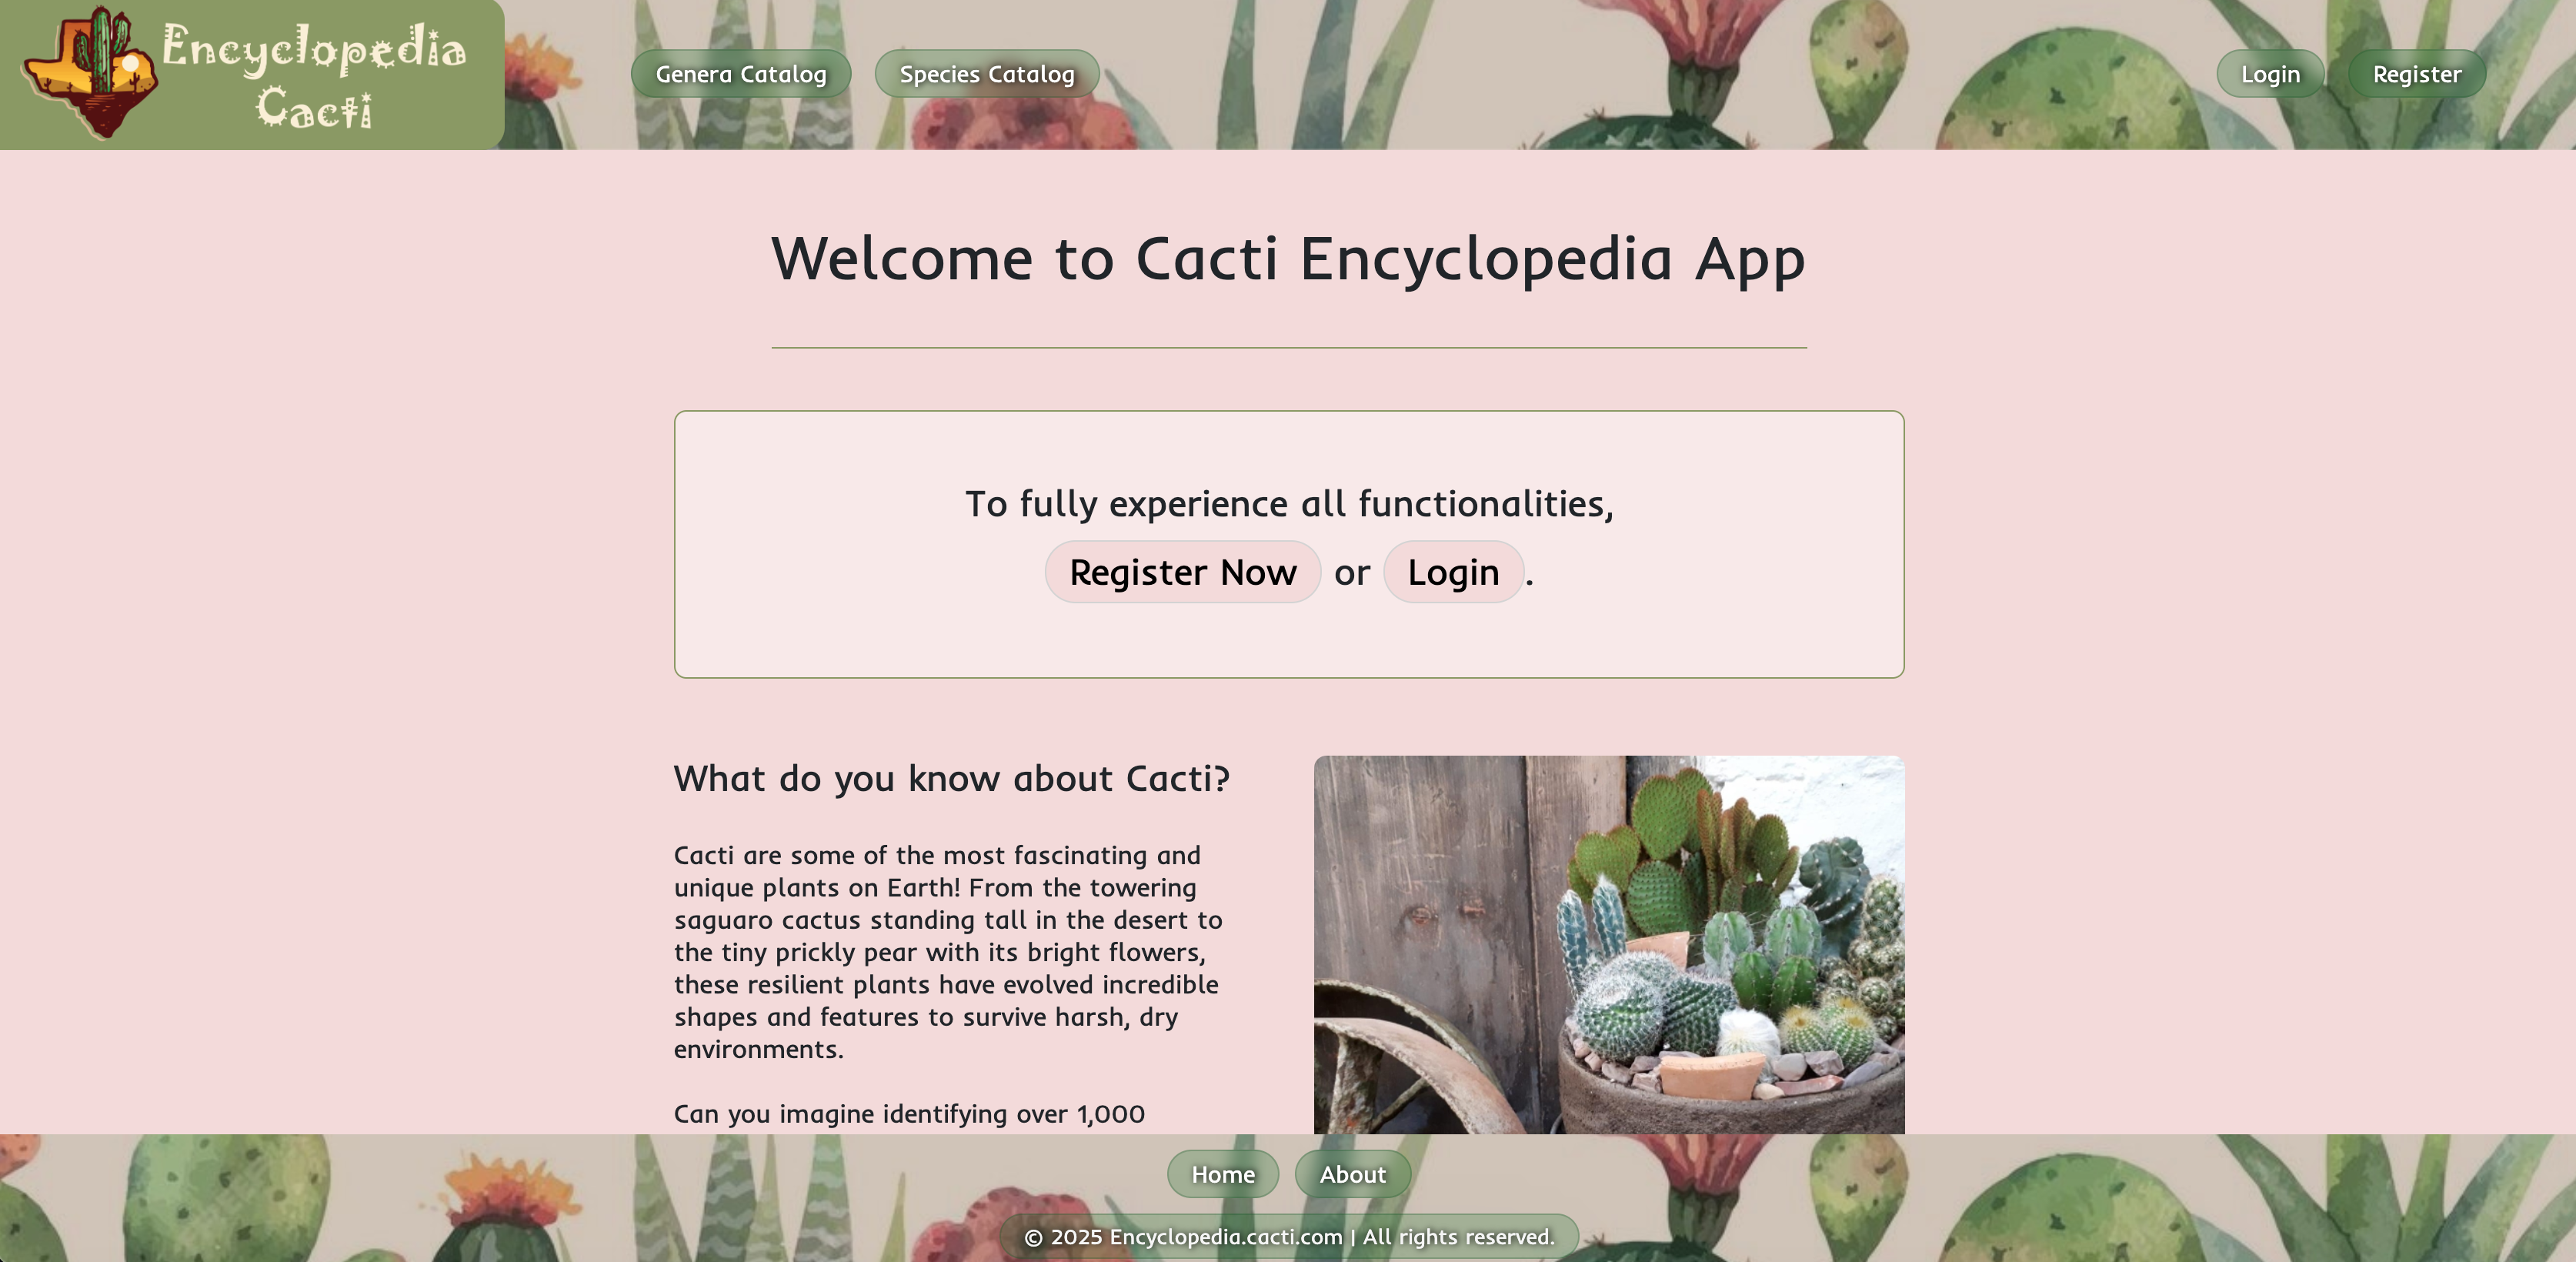 Encyclopedia
Cacti
Genera Catalog
Species Catalog
Login
Register
Welcome to Cacti Encyclopedia App
To fully experience all functionalities,
Register Now or Login.
What do you know about Cacti?
Cacti are some of the most fascinating and
unique plants on Earth! From the towering
saguaro cactus standing tall in the desert to
the tiny prickly pear with its bright flowers,
these resilient plants have evolved incredible
shapes and features to survive harsh, dry
environments.
Can you imagine identifying over 1,000
Home
About
© 2025 Encyclopedia.cacti.com | All rights reserved.